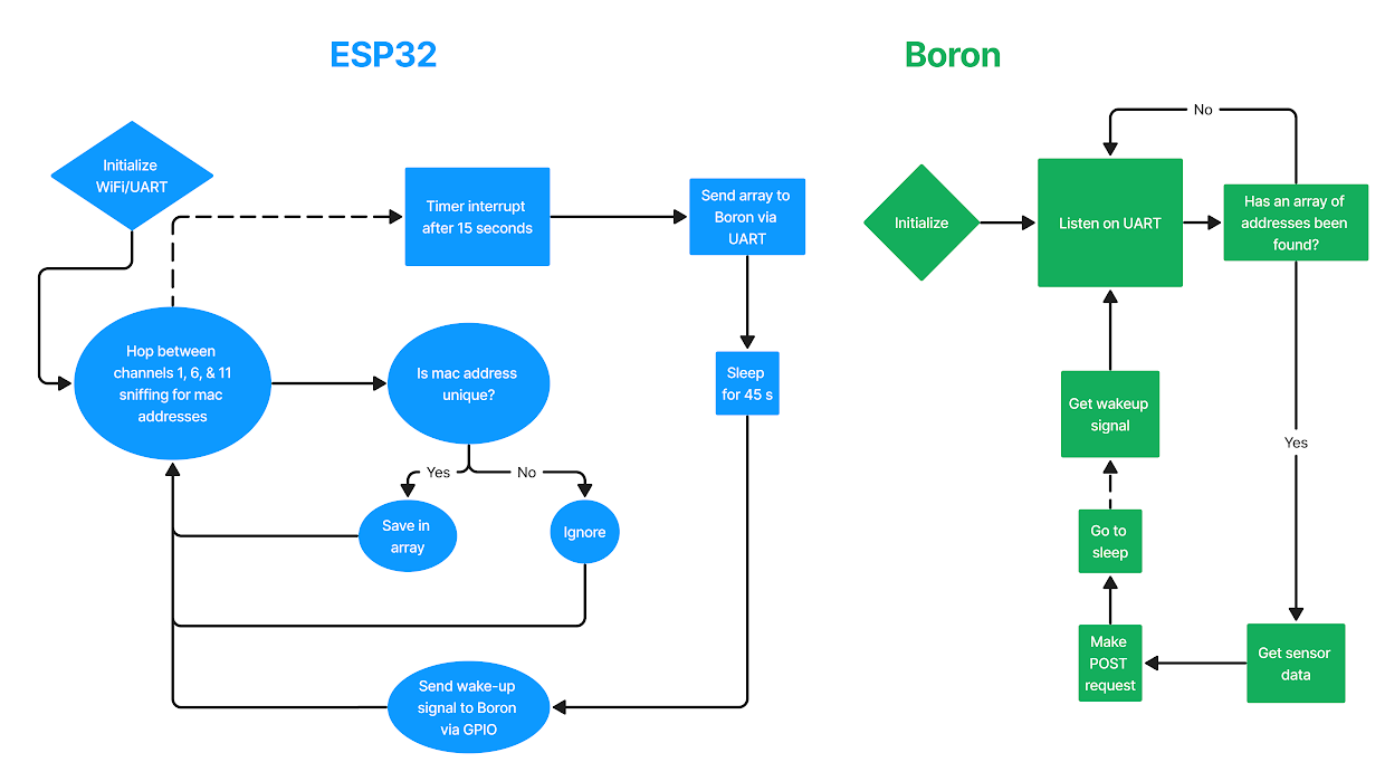 ESP32
Initialize
WiFi/UART
Timer interrupt
after 15 seconds
Send array to
Boron via
UART
Hop between
channels 1, 6, & 11
sniffing for mac
addresses
Is mac address
unique?
Sleep
for 45 s
Yes
No
Save in
array
Ignore
Send wake-up
signal to Boron
via GPIO
Boron
No
Initialize
Listen on UART
Has an array of
addresses been
found?
Get wakeup
signal
Yes
Go to
sleep
Make
POST
request
Get sensor
data